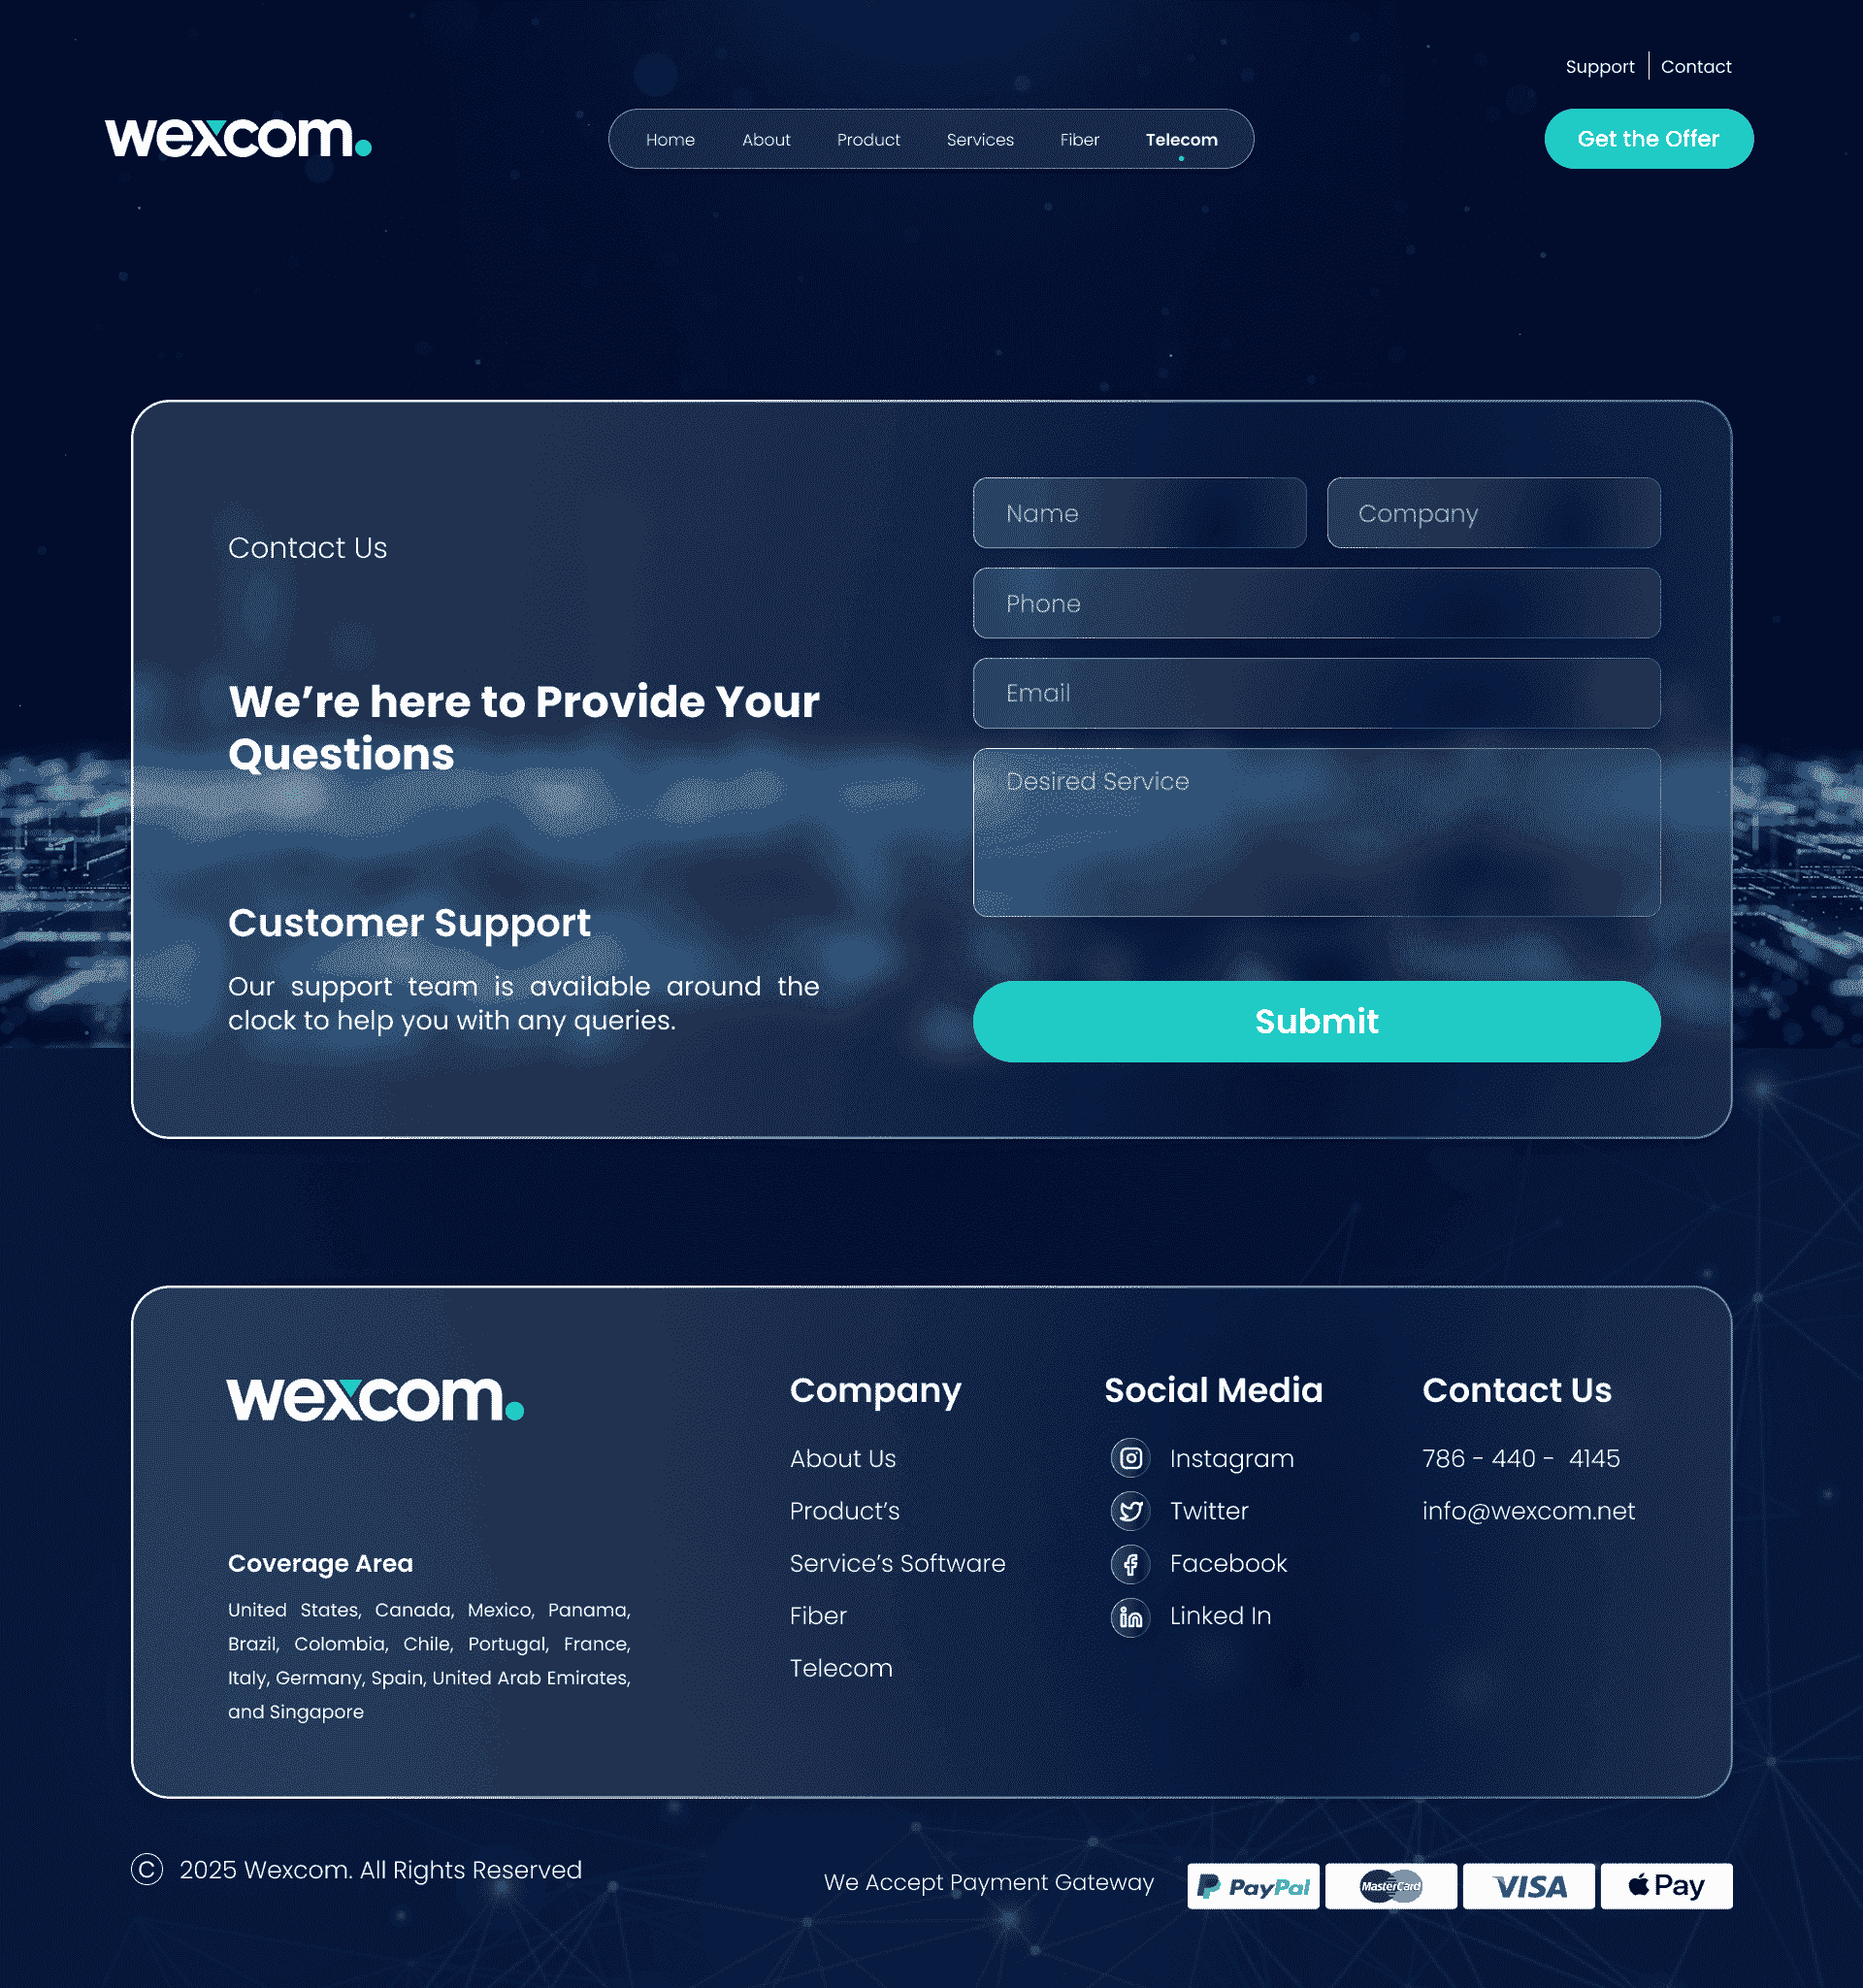 Support | Contact
wexcom.
Home About Product Services Fiber Telecom
Get the Offer
Contact Us
We’re here to Provide Your
Questions
Customer Support
Our support team is available around the
clock to help you with any queries.
Name Company
Phone
Email
Desired Service
Submit
wexcom.
Coverage Area
United States, Canada, Mexico, Panama,
Brazil, Colombia, Chile, Portugal, France,
Italy, Germany, Spain, United Arab Emirates,
and Singapore
Company
About Us
Product’s
Service’s Software
Fiber
Telecom
Social Media
Instagram
Twitter
Facebook
Linked In
Contact Us
786 - 440 - 4145
info@wexcom.net
© 2025 Wexcom. All Rights Reserved
We Accept Payment Gateway
PayPal MasterCard VISA Pay